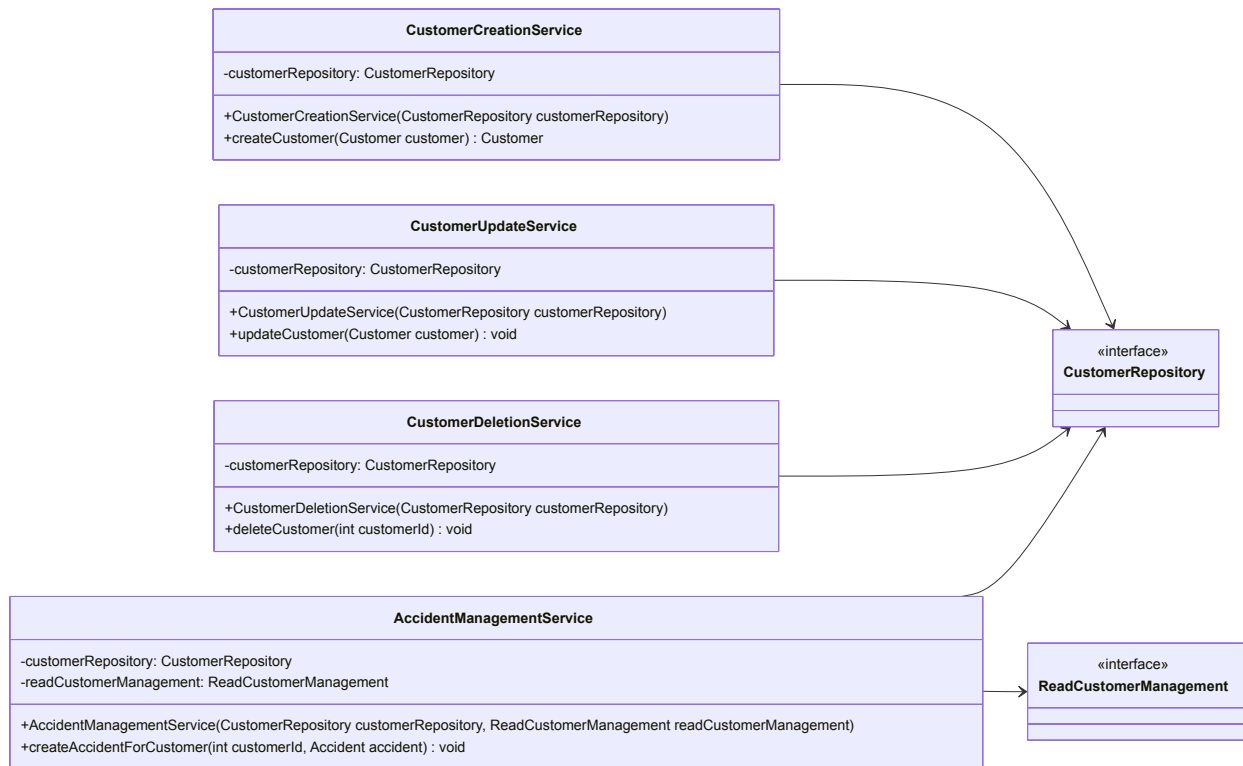 CustomerCreationService
-customerRepository: CustomerRepository
+CustomerCreationService(CustomerRepository customerRepository)
+createCustomer(Customer customer) : Customer
CustomerUpdateService
-customerRepository: CustomerRepository
+CustomerUpdateService(CustomerRepository customerRepository)
+updateCustomer(Customer customer) : void
«interface»
CustomerRepository
CustomerDeletionService
-customerRepository: CustomerRepository
+CustomerDeletionService(CustomerRepository customerRepository)
+deleteCustomer(int customerId) : void
AccidentManagementService
-customerRepository: CustomerRepository
-readCustomerManagement: ReadCustomerManagement
+AccidentManagementService(CustomerRepository customerRepository, ReadCustomerManagement readCustomerManagement)
+createAccidentForCustomer(int customerId, Accident accident) : void
«interface»
ReadCustomerManagement